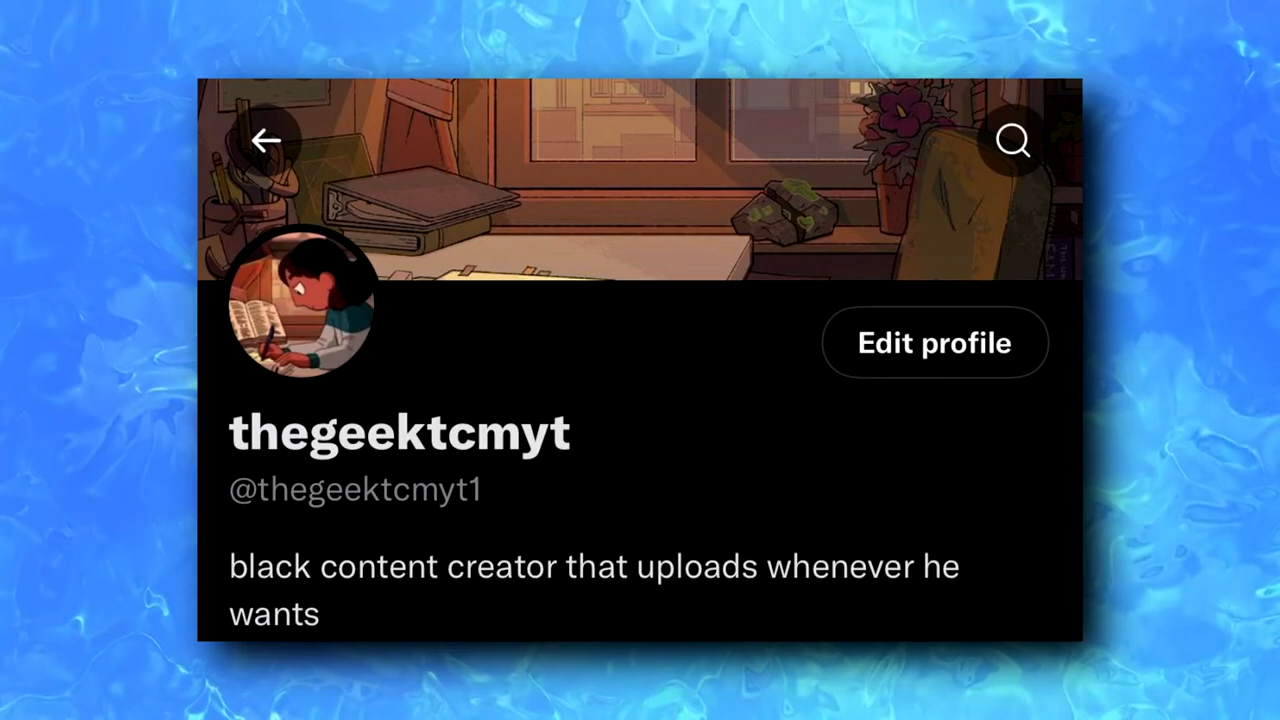 Edit profile
thegeektcmyt
@thegeektcmyt1
black content creator that uploads whenever he
wants